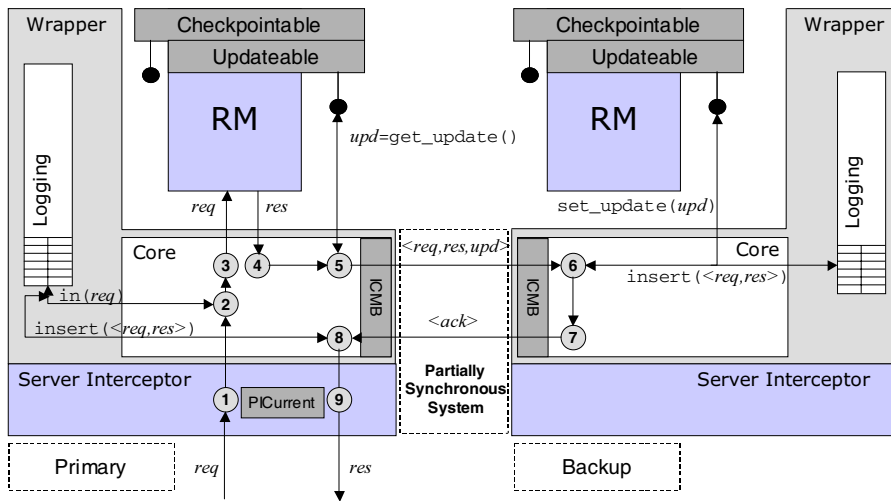 Wrapper
Checkpointable
Updateable
RM
Logging
upd=get_update()
req
res
Core
3
4
5
2
in(req)
insert(<req,res>)
8
ICMB
Server Interceptor
1
PICurrent
9
Primary
req
res
<req,res,upd>
<ack>
Partially
Synchronous
System
Checkpointable
Updateable
Wrapper
RM
Logging
set_update(upd)
Core
6
insert(<req,res>)
ICMB
7
Server Interceptor
Backup